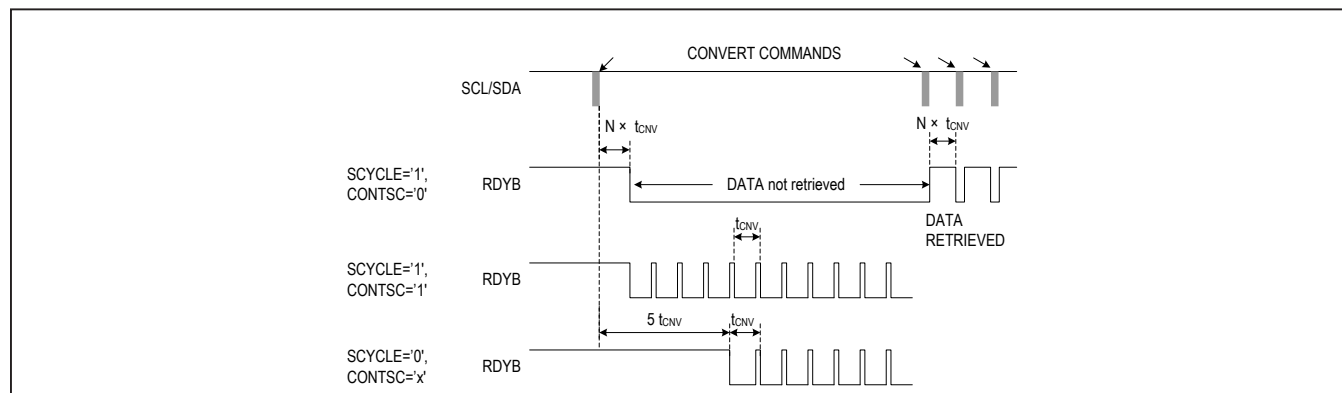 CONVERT COMMANDS
SCL/SDA
N × tCNV
N × tCNV
SCYCLE='1',
CONTSC='0'
RDYB
DATA not retrieved
DATA
RETRIEVED
tCNV
SCYCLE='1',
CONTSC='1'
RDYB
5 tCNV
tCNV
SCYCLE='0',
CONTSC='x'
RDYB